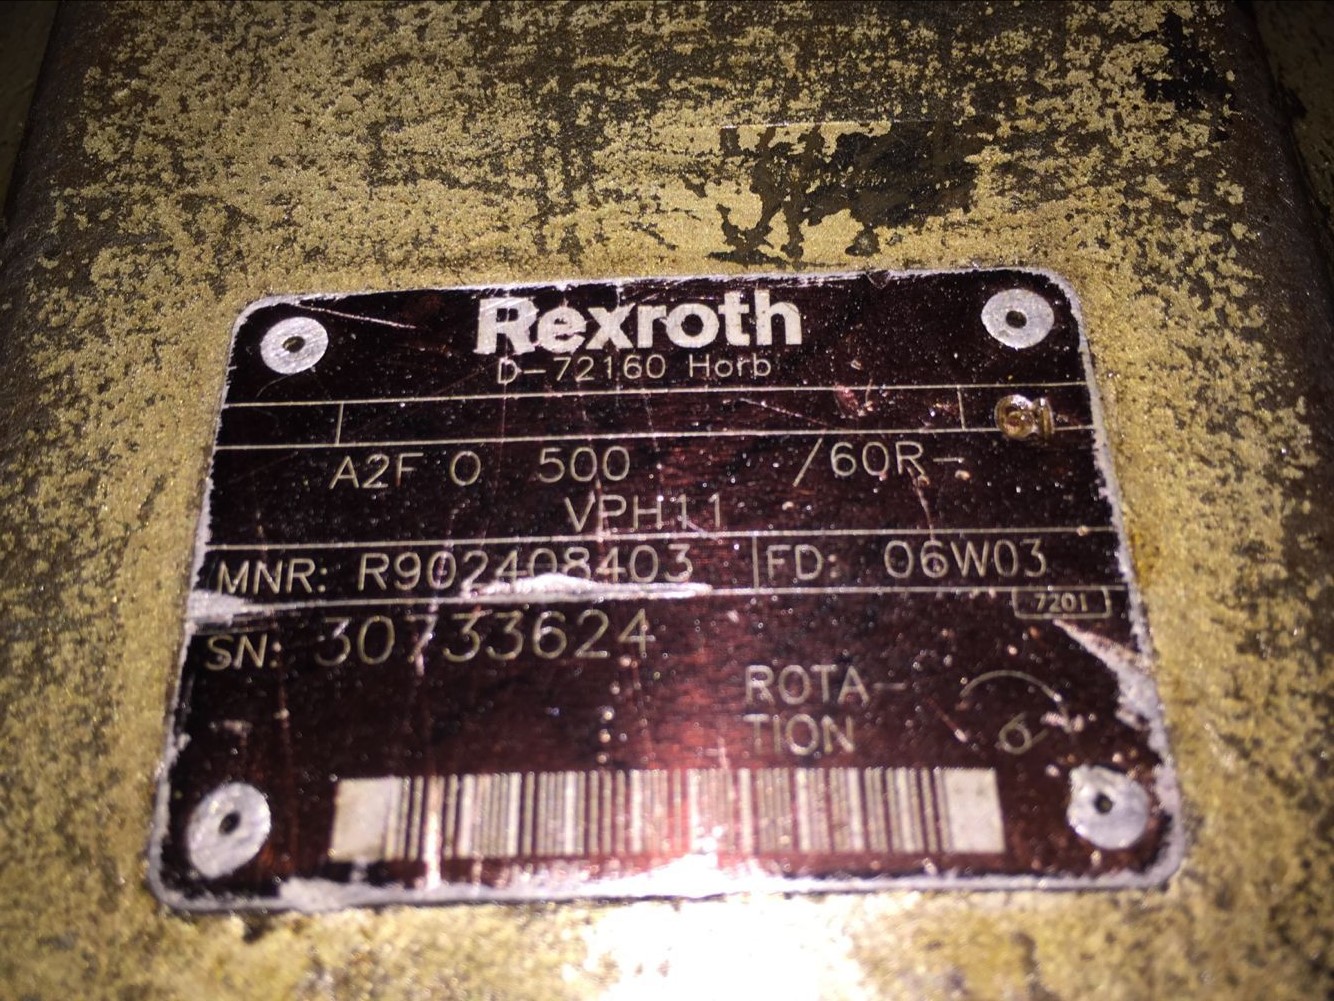 Rexroth
D-72160 Horb
A2F O 500 /60R-
VPH11
MNR: R902408403 FD: 06W03
7201
SN: 30733624
ROTA-
TION